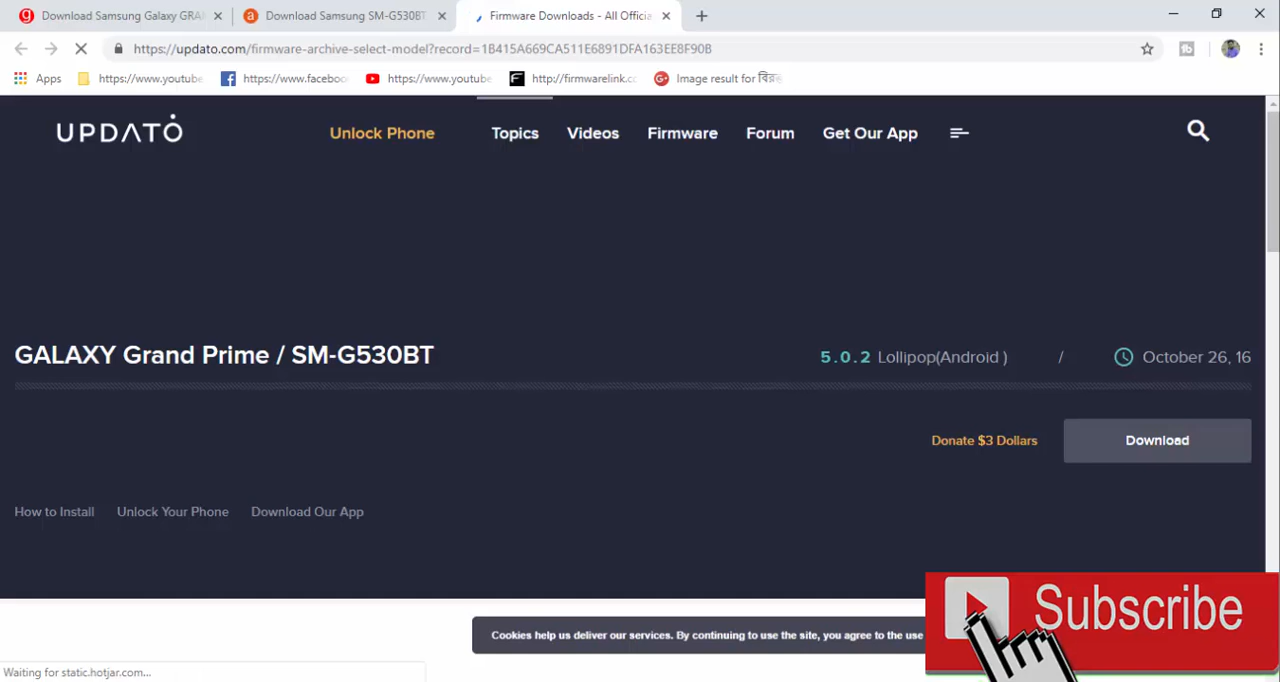 Download Samsung Galaxy GRA
Download Samsung SM-G530BT
Firmware Downloads - All Officia
https://updato.com/firmware-archive-select-model?record=1B415A669CA511E6891DFA163EE8F90B
Apps
https://www.youtube
https://www.faceboo
https://www.youtube
http://firmwarelink.co
Image result for বির
UPDATO
Unlock Phone
Topics
Videos
Firmware
Forum
Get Our App
GALAXY Grand Prime / SM-G530BT
5.0.2 Lollipop(Android )
/
October 26, 16
Donate $3 Dollars
Download
How to Install
Unlock Your Phone
Download Our App
Subscribe
Cookies help us deliver our services. By continuing to use the site, you agree to the use
Waiting for static.hotjar.com...